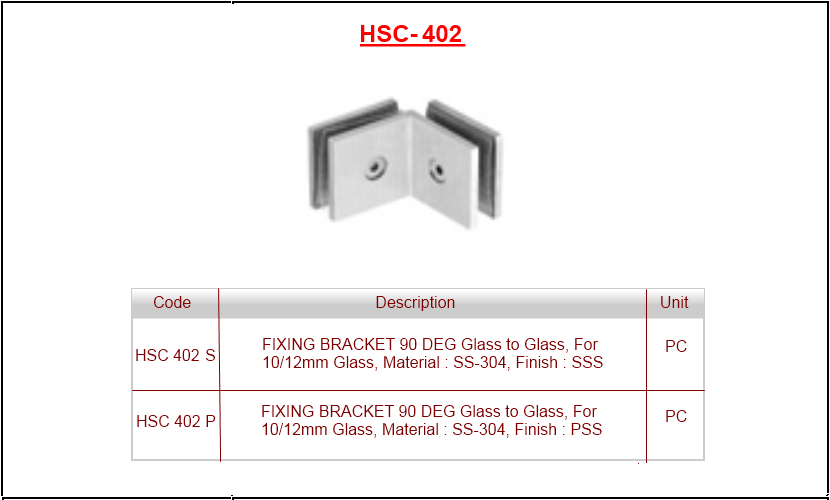 HSC- 402
Code Description Unit
HSC 402 S FIXING BRACKET 90 DEG Glass to Glass, For PC
10/12mm Glass, Material : SS-304, Finish : SSS
HSC 402 P FIXING BRACKET 90 DEG Glass to Glass, For PC
10/12mm Glass, Material : SS-304, Finish : PSS